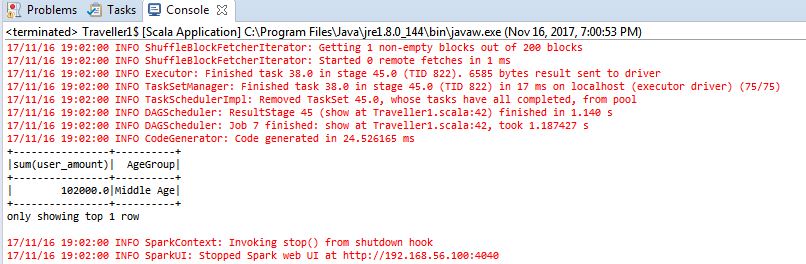 Problems Tasks Console
<terminated> Traveller1$ [Scala Application] C:\Program Files\Java\jre1.8.0_144\bin\javaw.exe (Nov 16, 2017, 7:00:53 PM)
17/11/16 19:02:00 INFO ShuffleBlockFetcherIterator: Getting 1 non-empty blocks out of 200 blocks
17/11/16 19:02:00 INFO ShuffleBlockFetcherIterator: Started 0 remote fetches in 1 ms
17/11/16 19:02:00 INFO Executor: Finished task 38.0 in stage 45.0 (TID 822). 6585 bytes result sent to driver
17/11/16 19:02:00 INFO TaskSetManager: Finished task 38.0 in stage 45.0 (TID 822) in 17 ms on localhost (executor driver) (75/75)
17/11/16 19:02:00 INFO TaskSchedulerImpl: Removed TaskSet 45.0, whose tasks have all completed, from pool
17/11/16 19:02:00 INFO DAGScheduler: ResultStage 45 (show at Traveller1.scala:42) finished in 1.140 s
17/11/16 19:02:00 INFO DAGScheduler: Job 7 finished: show at Traveller1.scala:42, took 1.187427 s
17/11/16 19:02:00 INFO CodeGenerator: Code generated in 24.526165 ms
+----------------+----------+
|sum(user_amount)|  AgeGroup|
+----------------+----------+
|        102000.0|Middle Age|
+----------------+----------+
only showing top 1 row
17/11/16 19:02:00 INFO SparkContext: Invoking stop() from shutdown hook
17/11/16 19:02:00 INFO SparkUI: Stopped Spark web UI at http://192.168.56.100:4040